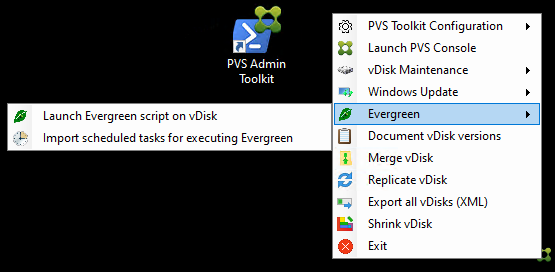 PVS Admin
Toolkit
PVS Toolkit Configuration
Launch PVS Console
vDisk Maintenance
Windows Update
Evergreen
Launch Evergreen script on vDisk
Import scheduled tasks for executing Evergreen
Document vDisk versions
Merge vDisk
Replicate vDisk
Export all vDisks (XML)
Shrink vDisk
Exit